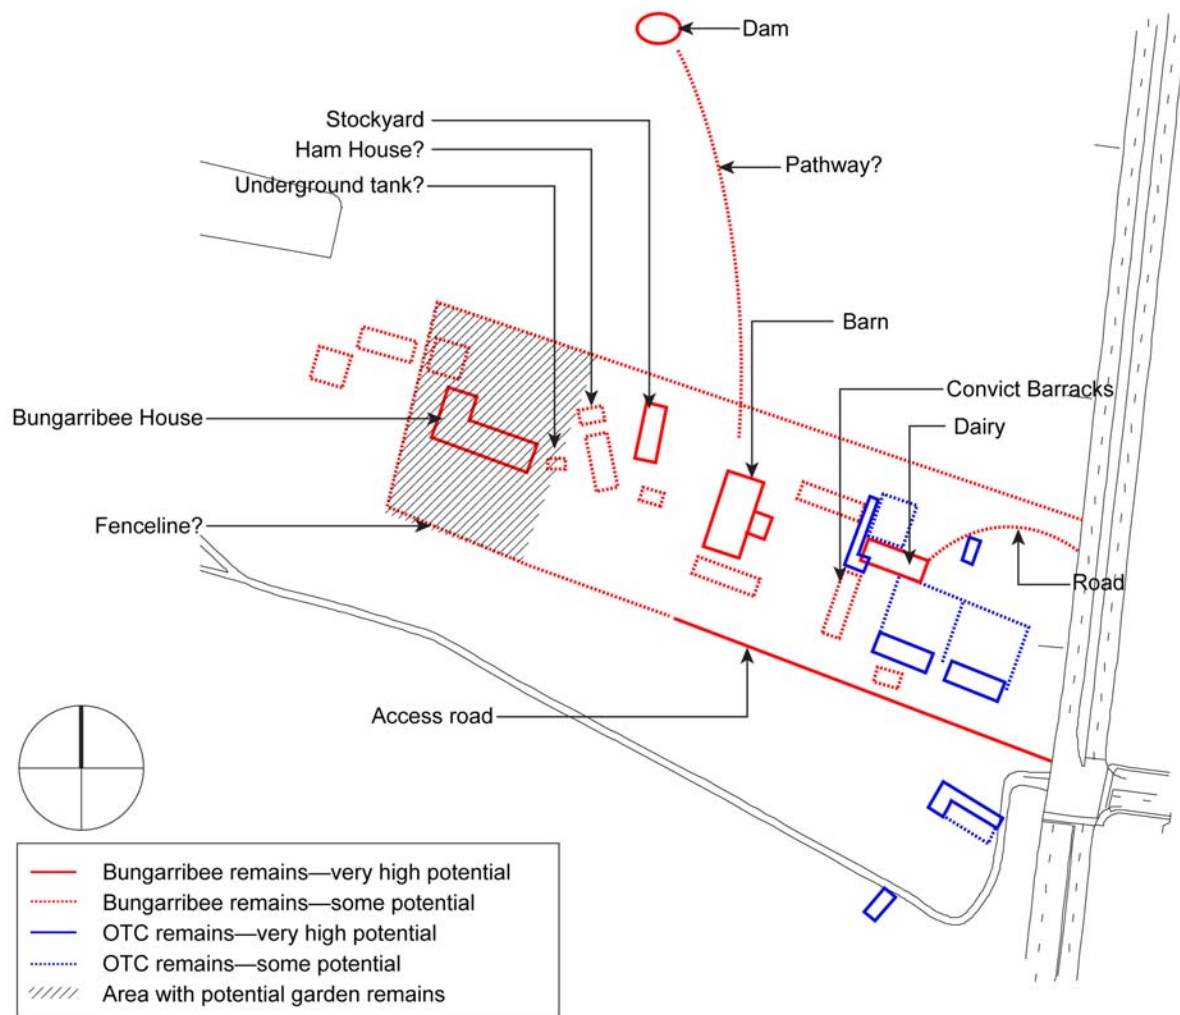 Dam
Stockyard
Ham House?
Pathway?
Underground tank?
Barn
Convict Barracks
Bungarribee House
Dairy
Fenceline?
Road
Access road
Bungarribee remains—very high potential
Bungarribee remains—some potential
OTC remains—very high potential
OTC remains—some potential
Area with potential garden remains